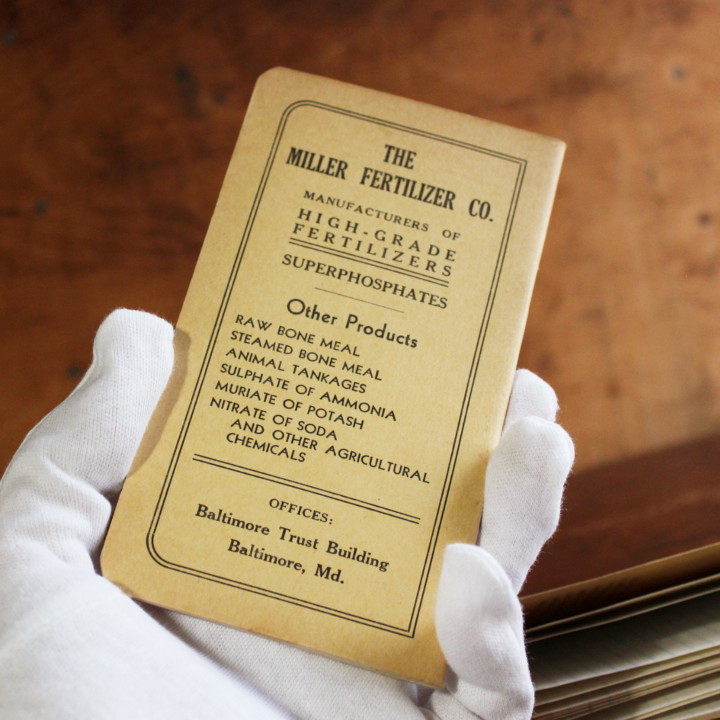 THE
MILLER FERTILIZER CO.
MANUFACTURERS OF
HIGH-GRADE
FERTILIZERS
SUPERPHOSPHATES
Other Products
RAW BONE MEAL
STEAMED BONE MEAL
ANIMAL TANKAGES
SULPHATE OF AMMONIA
MURIATE OF POTASH
NITRATE OF SODA
AND OTHER AGRICULTURAL
CHEMICALS
OFFICES:
Baltimore Trust Building
Baltimore, Md.